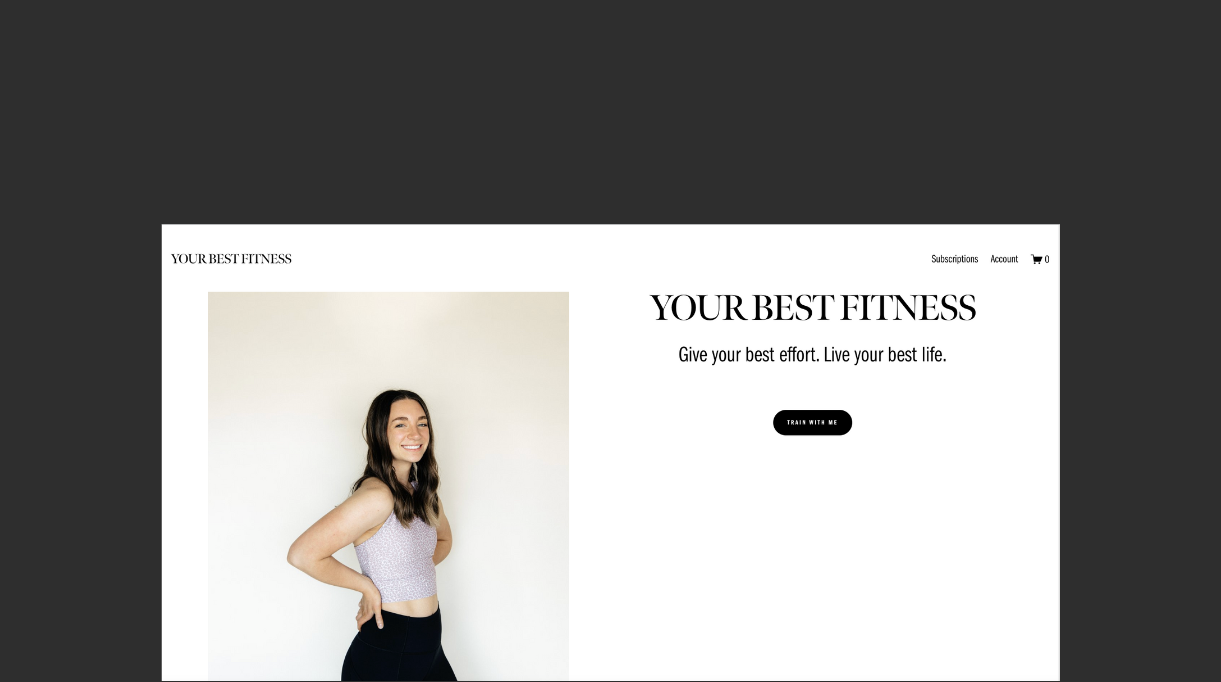 YOUR BEST FITNESS
Subscriptions Account 0
YOUR BEST FITNESS
Give your best effort. Live your best life.
TRAIN WITH ME